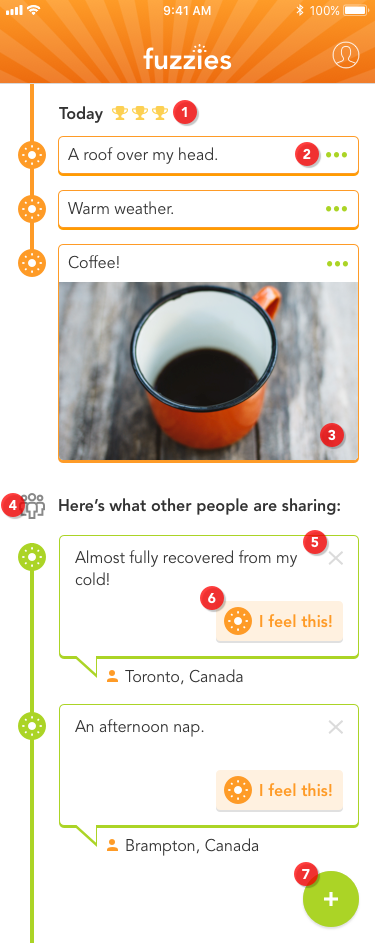 9:41 AM 100%
fuzzies
Today 1
A roof over my head. 2
Warm weather.
Coffee!
3
4 Here's what other people are sharing:
5
Almost fully recovered from my
cold!
6
I feel this!
Toronto, Canada
An afternoon nap.
I feel this!
Brampton, Canada
7
+